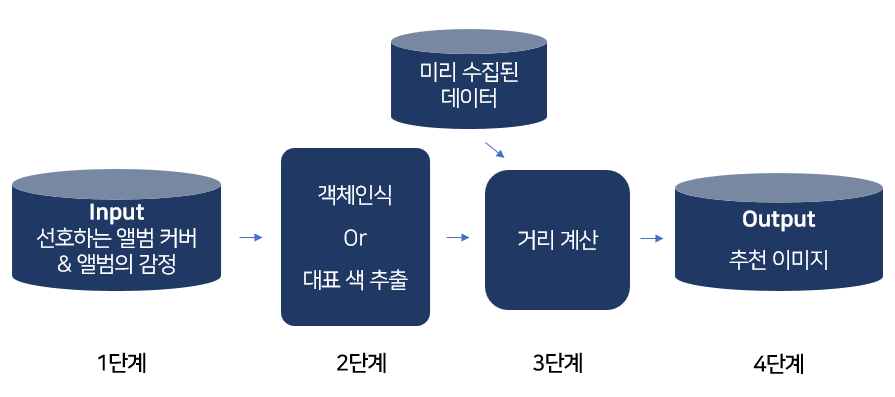 미리 수집된
데이터
Input
선호하는 앨범 커버
& 앨범의 감정
객체인식
Or
대표 색 추출
거리 계산
Output
추천 이미지
1단계
2단계
3단계
4단계